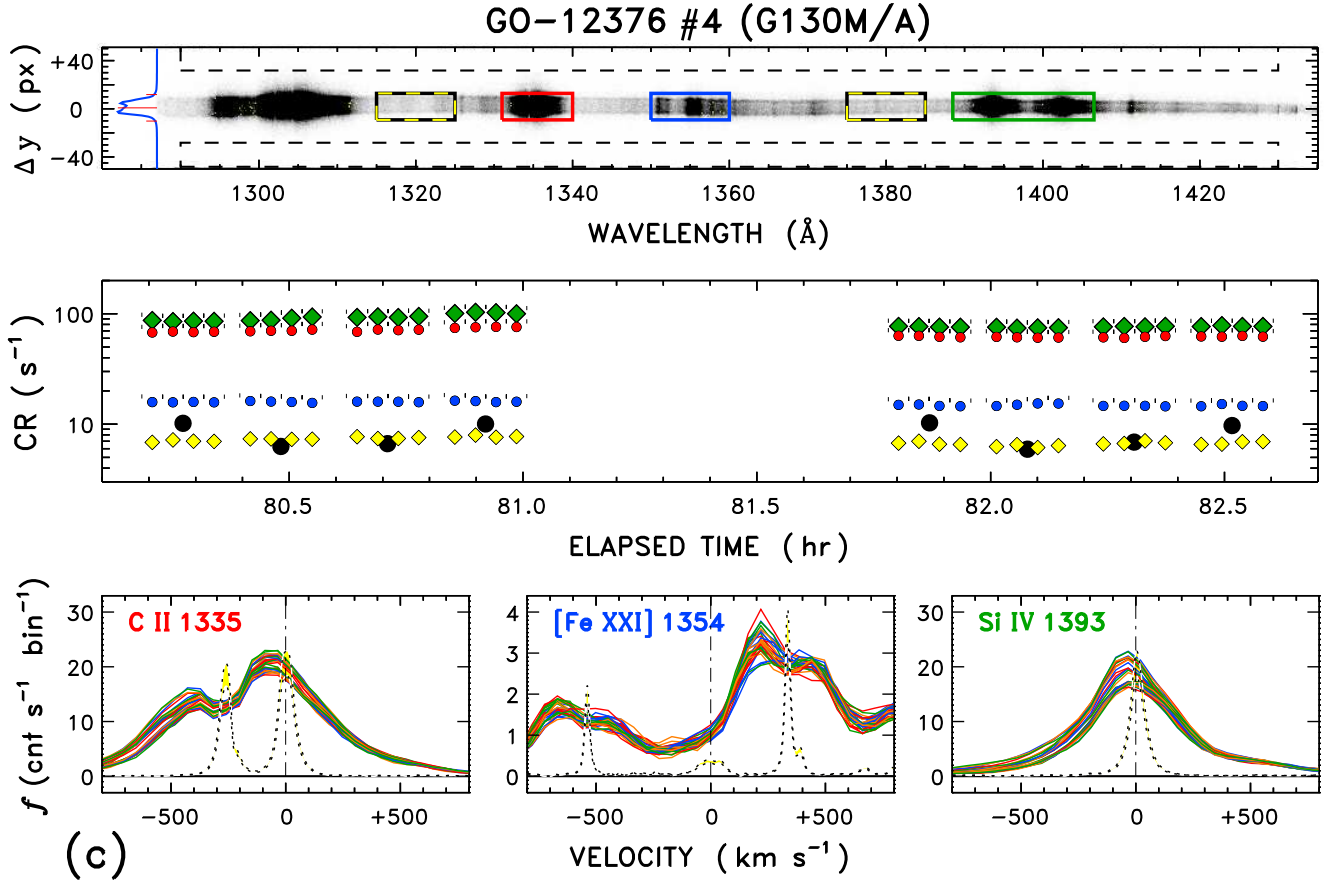 GO-12376 #4 (G130M/A)
Δy (px)
+40
0
-40
1300 1320 1340 1360 1380 1400 1420
WAVELENGTH (Å)
CR (s⁻¹)
100
10
80.5 81.0 81.5 82.0 82.5
ELAPSED TIME (hr)
f (cnt s⁻¹ bin⁻¹)
C II 1335
30
20
10
0
-500 0 +500
[Fe XXI] 1354
4
3
2
1
0
-500 0 +500
Si IV 1393
30
20
10
0
-500 0 +500
VELOCITY (km s⁻¹)
(c)